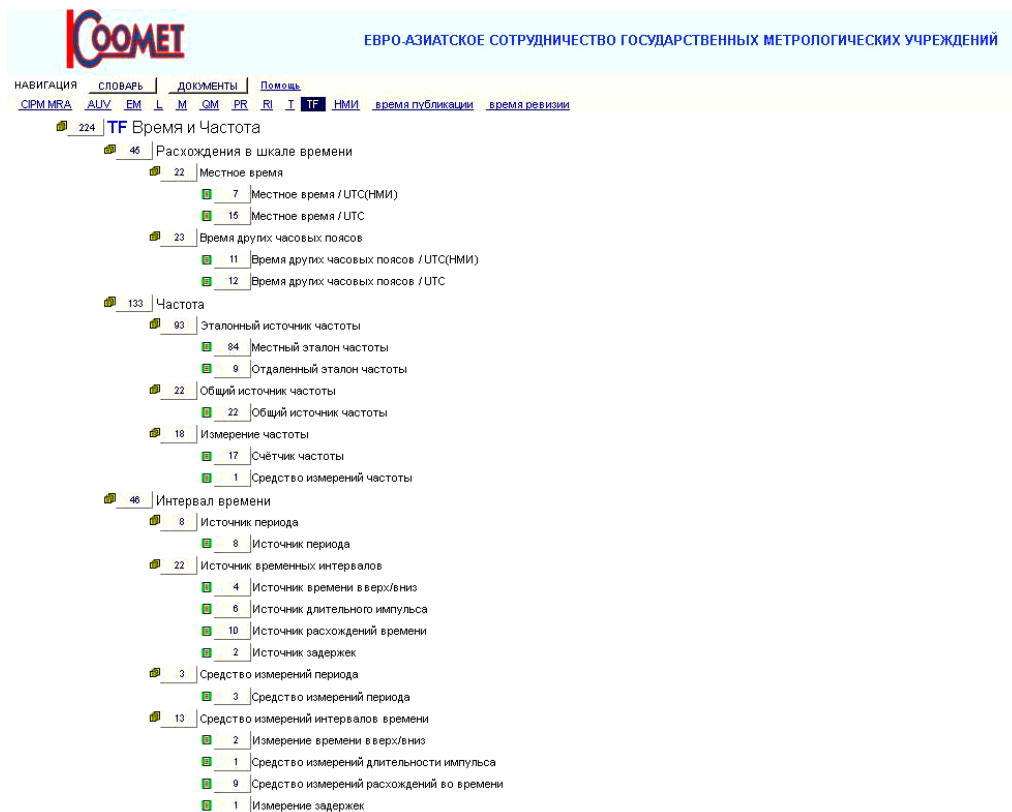 КООМЕТ
ЕВРО-АЗИАТСКОЕ СОТРУДНИЧЕСТВО ГОСУДАРСТВЕННЫХ МЕТРОЛОГИЧЕСКИХ УЧРЕЖДЕНИЙ
НАВИГАЦИЯ СЛОВАРЬ ДОКУМЕНТЫ Помощь
CIPM MRA AUV EM L M QM PR RI T TF НМИ время публикации время ревизии
224 TF Время и Частота
45 Расхождения в шкале времени
22 Местное время
7 Местное время / UTC(НМИ)
15 Местное время / UTC
23 Время других часовых поясов
11 Время других часовых поясов / UTC(НМИ)
12 Время других часовых поясов / UTC
133 Частота
93 Эталонный источник частоты
84 Местный эталон частоты
9 Отдаленный эталон частоты
22 Общий источник частоты
22 Общий источник частоты
18 Измерение частоты
17 Счётчик частоты
1 Средство измерений частоты
46 Интервал времени
8 Источник периода
8 Источник периода
22 Источник временных интервалов
4 Источник времени вверх/вниз
6 Источник длительного импульса
10 Источник расхождений времени
2 Источник задержек
3 Средство измерений периода
3 Средство измерений периода
13 Средство измерений интервалов времени
2 Измерение времени вверх/вниз
1 Средство измерений длительности импульса
9 Средство измерений расхождений во времени
1 Измерение задержек